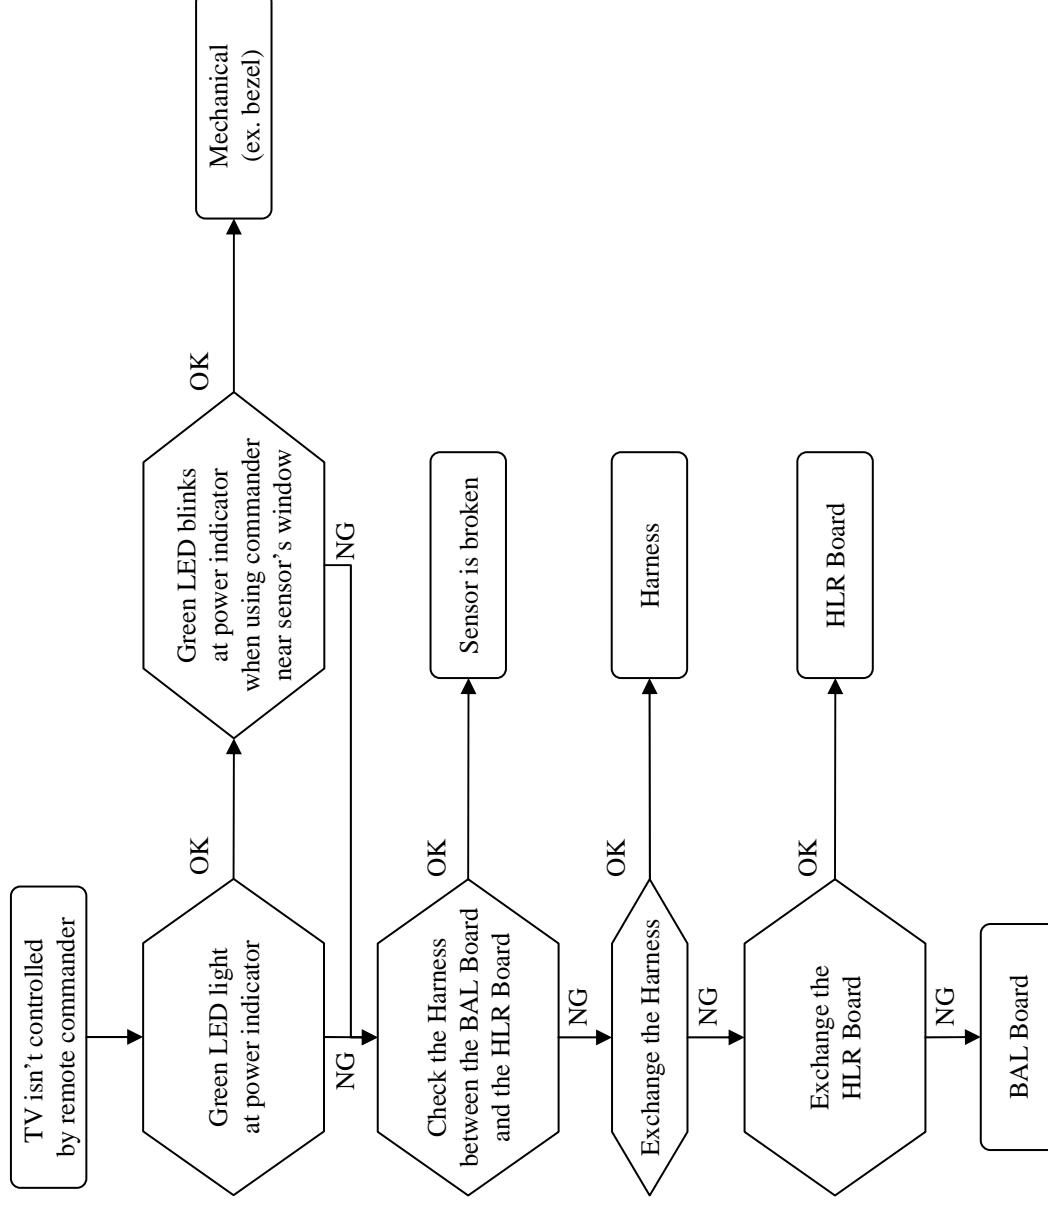 TV isn't controlled
by remote commander
Green LED light
at power indicator
OK
NG
Green LED blinks
at power indicator
when using commander
near sensor's window
OK
NG
Mechanical
(ex. bezel)
Check the Harness
between the BAL Board
and the HLR Board
OK
NG
Sensor is broken
Exchange the Harness
OK
NG
Harness
Exchange the
HLR Board
OK
NG
HLR Board
BAL Board